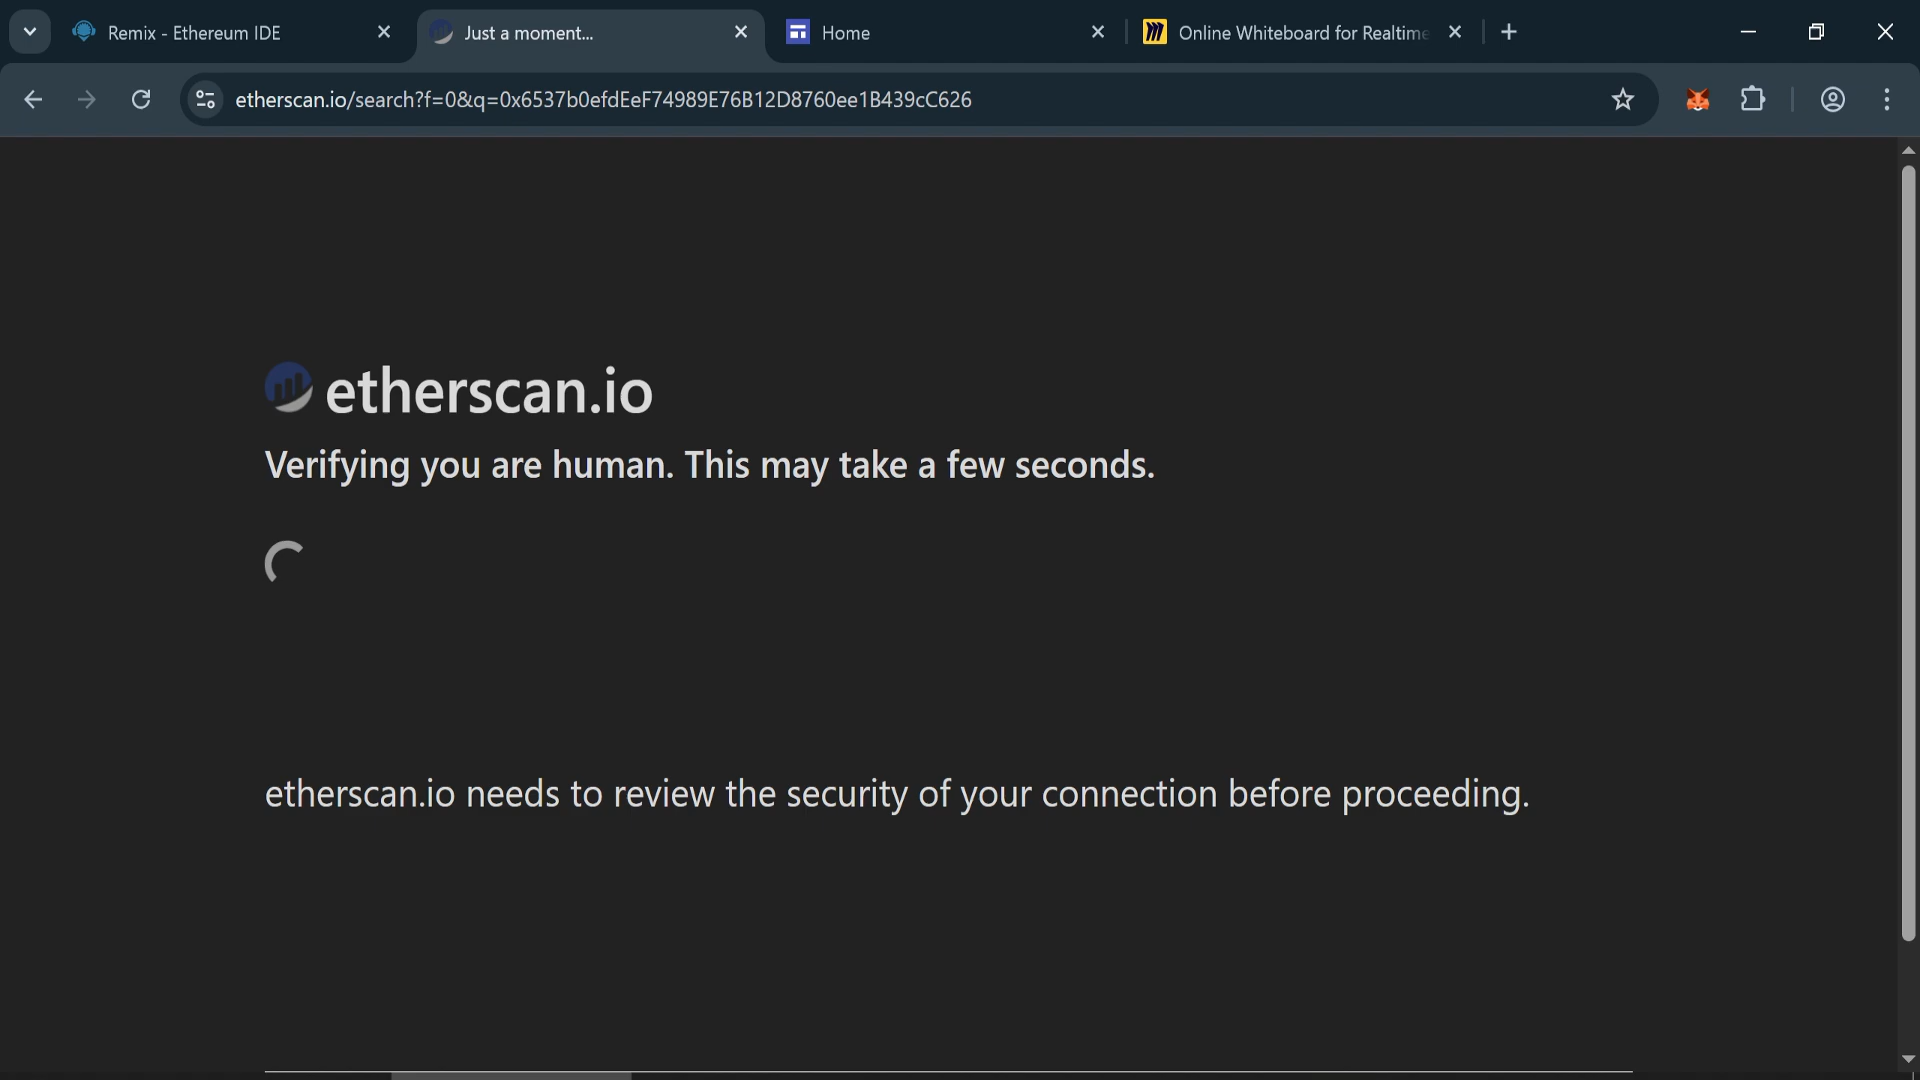 Remix - Ethereum IDE
Just a moment...
Home
Online Whiteboard for Realtime
etherscan.io/search?f=0&q=0x6537b0efdEeF74989E76B12D8760ee1B439cC626
etherscan.io
Verifying you are human. This may take a few seconds.
etherscan.io needs to review the security of your connection before proceeding.